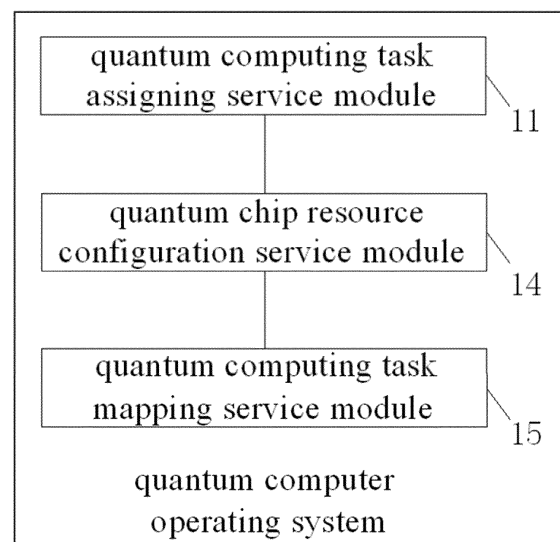 quantum computing task
assigning service module
11
quantum chip resource
configuration service module
14
quantum computing task
mapping service module
15
quantum computer
operating system